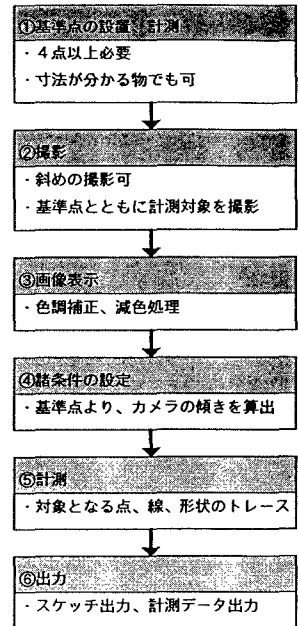 ①基準点の設置、計測
・４点以上必要
・寸法が分かる物でも可
②撮影
・斜めの撮影可
・基準点とともに計測対象を撮影
③画像表示
・色調補正、減色処理
④諸条件の設定
・基準点より、カメラの傾きを算出
⑤計測
・対象となる点、線、形状のトレース
⑥出力
・スケッチ出力、計測データ出力